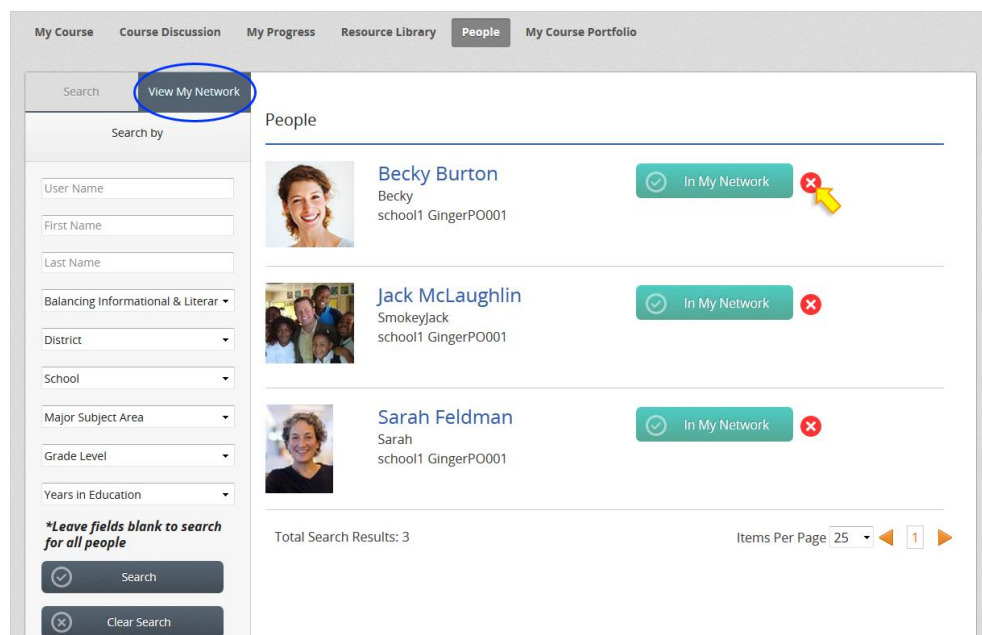 My Course Course Discussion My Progress Resource Library People My Course Portfolio
Search View My Network
Search by
User Name
First Name
Last Name
Balancing Informational & Literar
District
School
Major Subject Area
Grade Level
Years in Education
*Leave fields blank to search
for all people
Search
Clear Search
People
Becky Burton
Becky
school1 GingerPO001
In My Network
Jack McLaughlin
SmokeyJack
school1 GingerPO001
In My Network
Sarah Feldman
Sarah
school1 GingerPO001
In My Network
Total Search Results: 3
Items Per Page 25 1